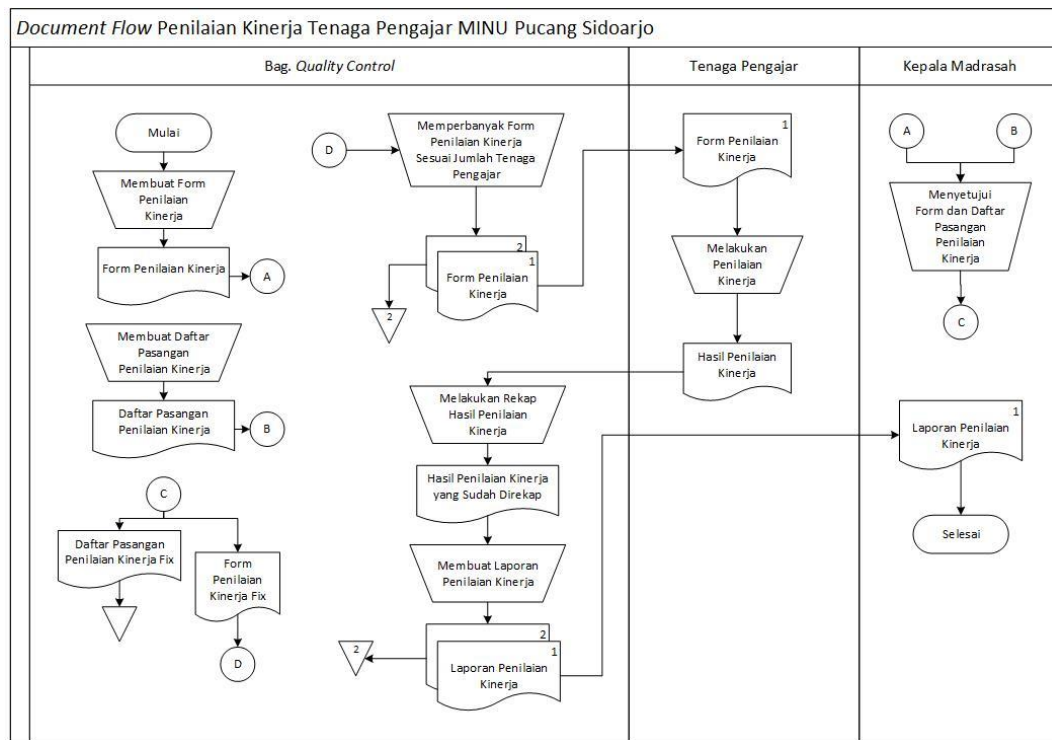 Document Flow Penilaian Kinerja Tenaga Pengajar MINU Pucang Sidoarjo
Bag. Quality Control
Tenaga Pengajar
Kepala Madrasah
Mulai
Membuat Form
Penilaian
Kinerja
Form Penilaian Kinerja
A
Membuat Daftar
Pasangan
Penilaian Kinerja
Daftar Pasangan
Penilaian Kinerja
B
C
Daftar Pasangan
Penilaian Kinerja Fix
Form
Penilaian
Kinerja Fix
D
D
Memperbanyak Form
Penilaian Kinerja
Sesuai Jumlah Tenaga
Pengajar
2
1
Form Penilaian
Kinerja
2
Melakukan Rekap
Hasil Penilaian
Kinerja
Hasil Penilaian Kinerja
yang Sudah Direkap
Membuat Laporan
Penilaian Kinerja
2
1
Laporan Penilaian
Kinerja
2
1
Form Penilaian
Kinerja
Melakukan
Penilaian
Kinerja
Hasil Penilaian
Kinerja
A
B
Menyetujui
Form dan Daftar
Pasangan
Penilaian
Kinerja
C
1
Laporan Penilaian
Kinerja
Selesai